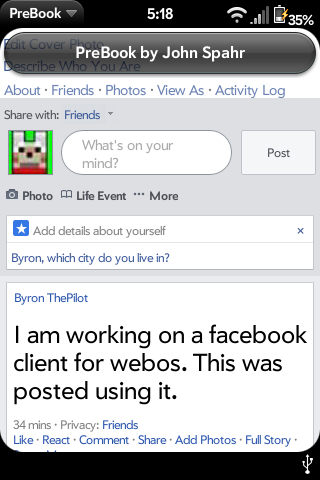 PreBook 5:18 35%
Edit Cover Photo
PreBook by John Spahr
Describe Who You Are
About · Friends · Photos · View As · Activity Log
Share with: Friends
What's on your
mind?
Post
Photo Life Event ··· More
Add details about yourself ×
Byron, which city do you live in?
Byron ThePilot
I am working on a facebook
client for webos. This was
posted using it.
34 mins · Privacy: Friends
Like · React · Comment · Share · Add Photos · Full Story ·